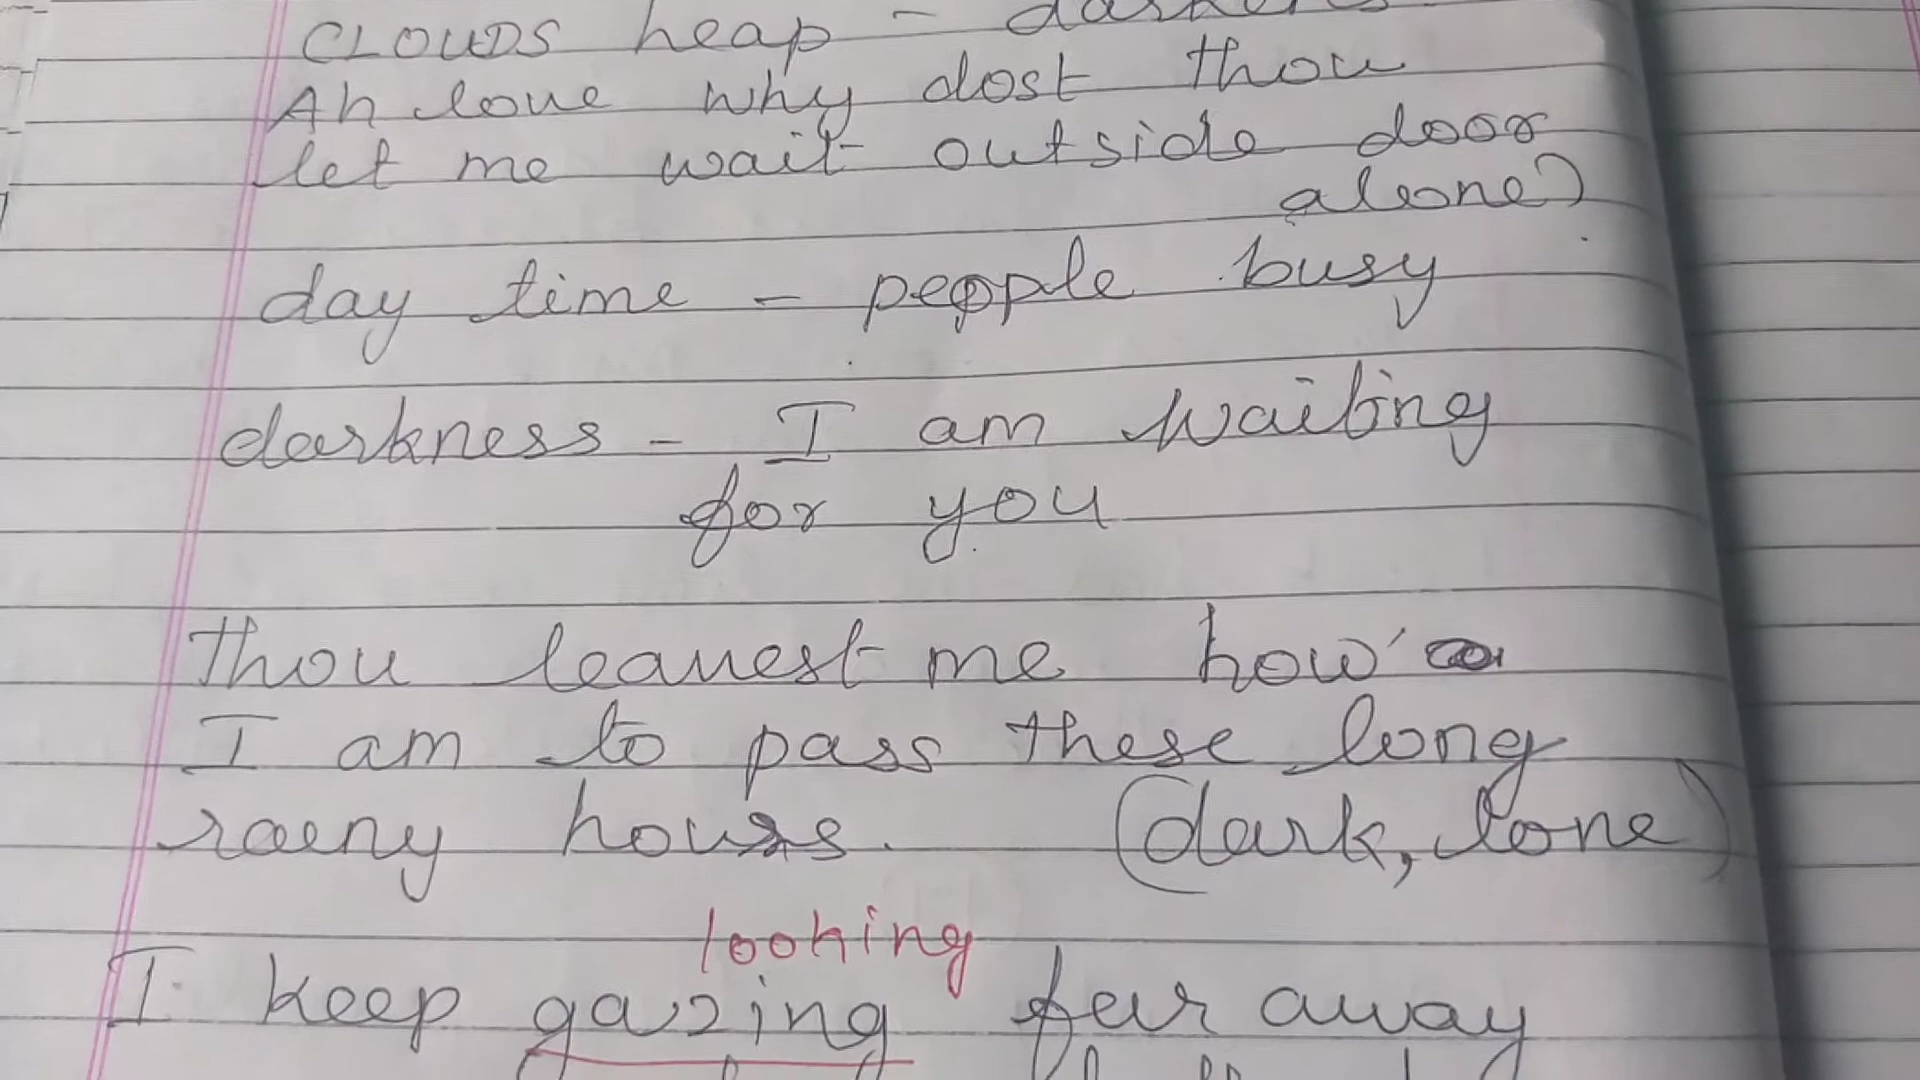 CLOUDS heap - darkens
Ah love why dost thou
let me wait outside door
alone?
day time - people busy
darkness - I am waiting
for you
Thou leavest me how
I am to pass these long
rainy hours. (dark, lone)
looking
I keep gazing far away